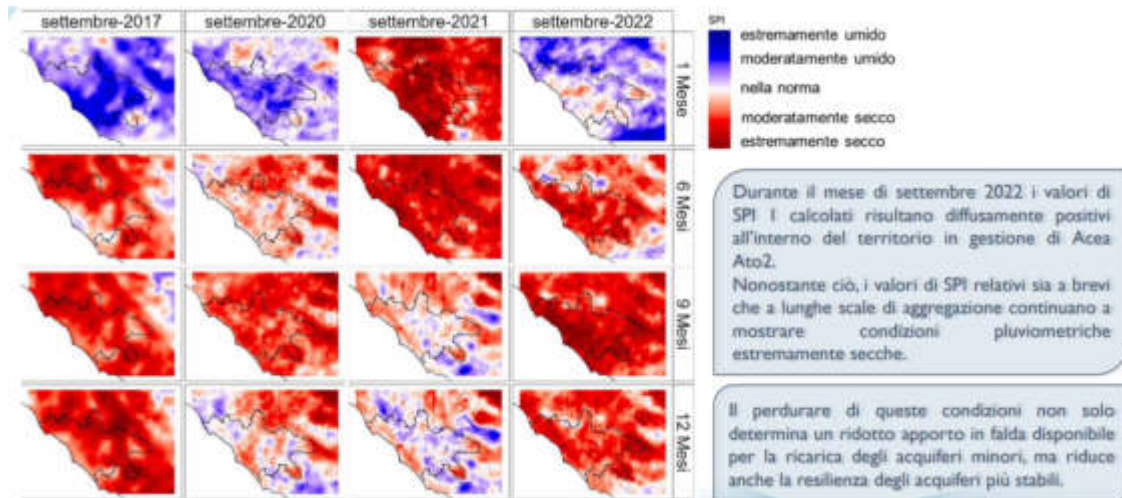 settembre-2017 settembre-2020 settembre-2021 settembre-2022
1 Mese
6 Mesi
9 Mesi
12 Mesi
SPI
estremamente umido
moderatamente umido
nella norma
moderatamente secco
estremamente secco
Durante il mese di settembre 2022 i valori di
SPI 1 calcolati risultano diffusamente positivi
all'interno del territorio in gestione di Acea
Ato2.
Nonostante ciò, i valori di SPI relativi sia a brevi
che a lunghe scale di aggregazione continuano a
mostrare condizioni pluviometriche
estremamente secche.
Il perdurare di queste condizioni non solo
determina un ridotto apporto in falda disponibile
per la ricarica degli acquiferi minori, ma riduce
anche la resilienza degli acquiferi più stabili.